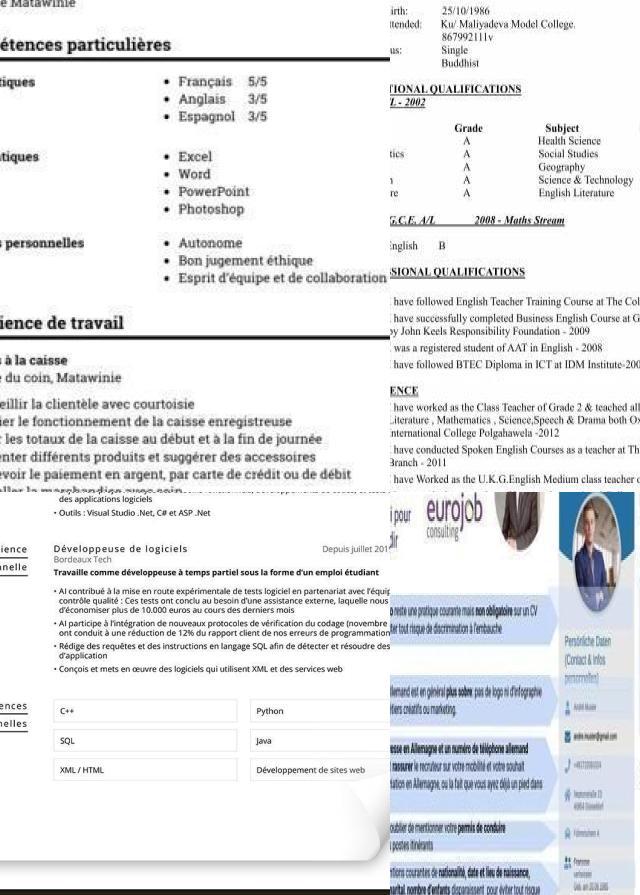 Matawinie
étences particulières
tiques
• Français 5/5
• Anglais 3/5
• Espagnol 3/5
tiques
• Excel
• Word
• PowerPoint
• Photoshop
personnelles
• Autonome
• Bon jugement éthique
• Esprit d'équipe et de collaboration
ience de travail
à la caisse
du coin, Matawinie
eillir la clientèle avec courtoisie
ier le fonctionnement de la caisse enregistreuse
les totaux de la caisse au début et à la fin de journée
enter différents produits et suggérer des accessoires
evoir le paiement en argent, par carte de crédit ou de débit
irth: 25/10/1986
ttended: Ku/ Maliyadeva Model College.
867992111v
us: Single
Buddhist
TIONAL QUALIFICATIONS
L - 2002
Grade Subject
A Health Science
tics A Social Studies
A Geography
A Science & Technology
re A English Literature
G.C.E. A/L 2008 - Maths Stream
English B
SIONAL QUALIFICATIONS
have followed English Teacher Training Course at The Col
have successfully completed Business English Course at G
by John Keels Responsibility Foundation - 2009
was a registered student of AAT in English - 2008
have followed BTEC Diploma in ICT at IDM Institute-200
ENCE
have worked as the Class Teacher of Grade 2 & teached all
Literature , Mathematics , Science,Speech & Drama both Ox
nternational College Polgahawela -2012
have conducted Spoken English Courses as a teacher at Th
Branch - 2011
have Worked as the U.K.G.English Medium class teacher
des applications logiciels
• Outils : Visual Studio .Net, C# et ASP .Net
ience
nnelle
Développeuse de logiciels Depuis juillet 201
Bordeaux Tech
Travaille comme développeuse à temps partiel sous la forme d'un emploi étudiant
• AI contribué à la mise en route expérimentale de tests logiciel en partenariat avec l'équip
contrôle qualité : Ces tests ont conclu au besoin d'une assistance externe, laquelle nous
d'économiser plus de 10.000 euros au cours des derniers mois
• AI participe à l'intégration de nouveaux protocoles de vérification du codage (novembre
ont conduit à une réduction de 12% du rapport client de nos erreurs de programmation
• Rédige des requêtes et des instructions en langage SQL afin de détecter et résoudre des
d'application
• Conçois et mets en œuvre des logiciels qui utilisent XML et des services web
ences
nelles
C++ Python
SQL Java
XML / HTML Développement de sites web
pour
dir
eurojob
consulting
reste une pratique courante mais non obligatoire sur un CV
ter tout risque de discrimination à l'embauche
llemand est en général plus sobre: pas de logo ni d'infographie
tiers créatifs ou marketing.
esse en Allemagne et un numéro de téléphone allemand
rassurer le recruteur sur votre mobilité et votre souhait
tation en Allemagne, ou la fait que vous ayez déjà un pied dans
oublier de mentionner votre permis de conduire
postes itinérants
ntions courantes de nationalité, date et lieu de naissance,
marital, nombre d'enfants disparaissent pour éviter tout risque
Persönliche Daten
(Contact & Infos
personnelles)